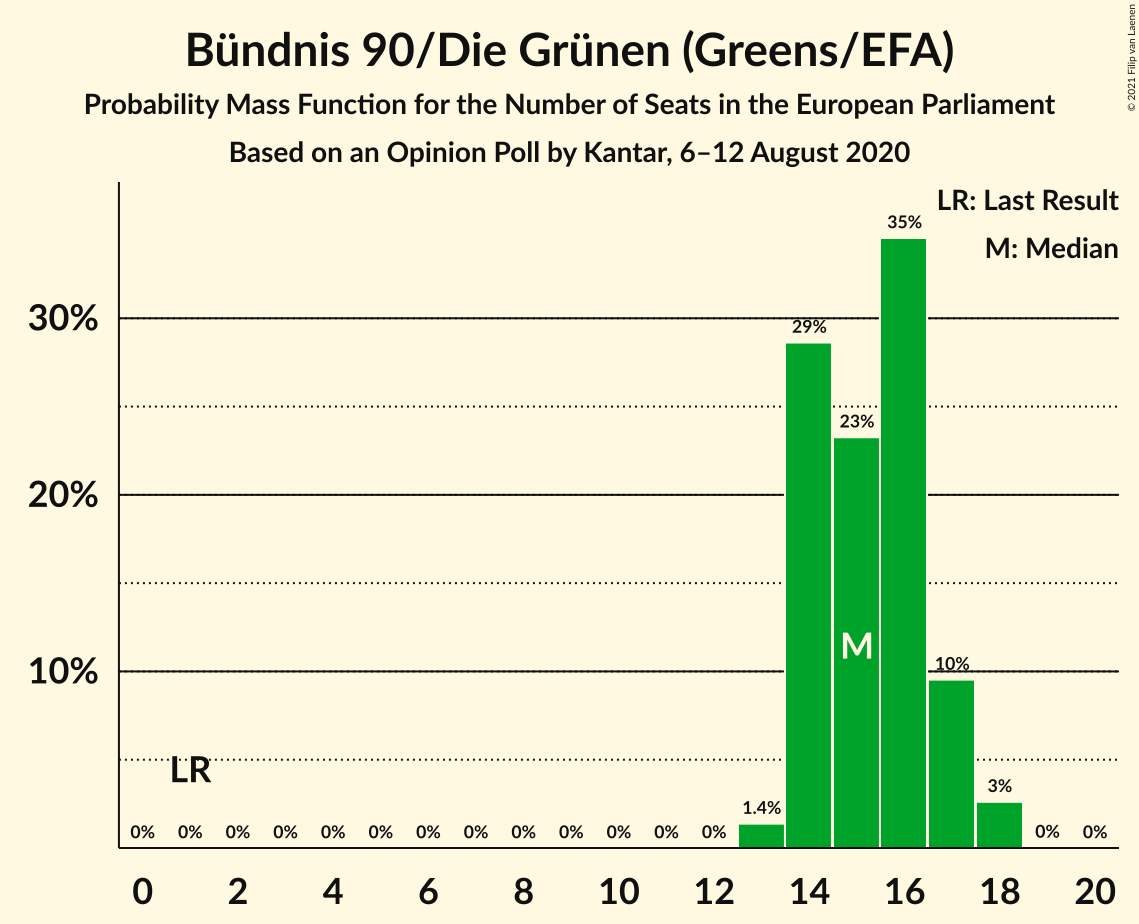 Bündnis 90/Die Grünen (Greens/EFA)
Probability Mass Function for the Number of Seats in the European Parliament
Based on an Opinion Poll by Kantar, 6–12 August 2020
© 2021 Filip van Laenen
LR: Last Result
M: Median
35%
30%
29%
23%
20%
M
10%
10%
LR
3%
1.4%
0% 0% 0% 0% 0% 0% 0% 0% 0% 0% 0% 0% 0% 0% 0%
0 2 4 6 8 10 12 14 16 18 20